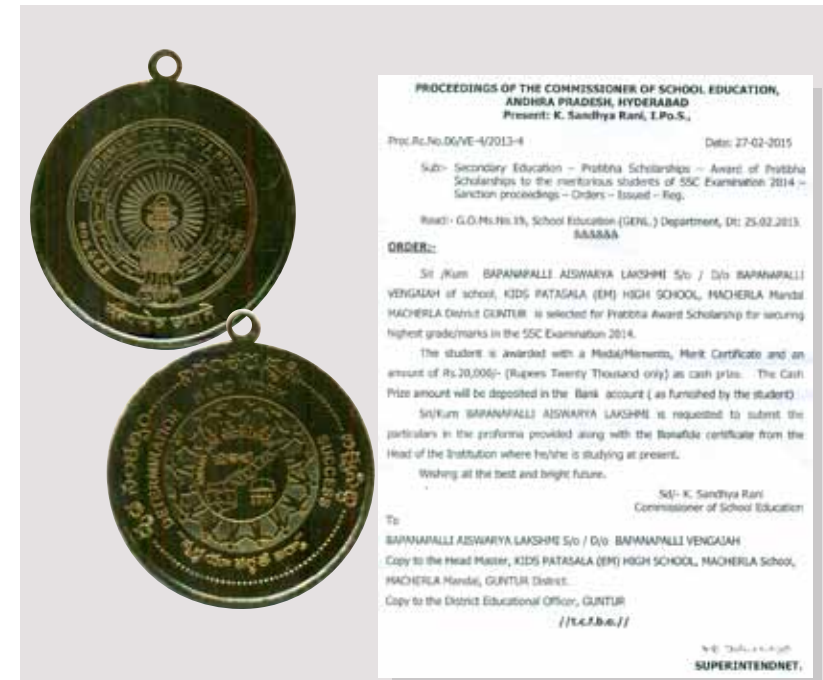 GOVERNMENT OF ANDHRA PRADESH
DETERMINATION
HARD WORK
SUCCESS
PROCEEDINGS OF THE COMMISSIONER OF SCHOOL EDUCATION,
ANDHRA PRADESH, HYDERABAD
Present: K. Sandhya Rani, I.Po.S.,
Proc.Rc.No.06/VE-4/2013-4 Date: 27-02-2015
Sub:- Secondary Education – Pratibha Scholarships – Award of Pratibha
Scholarships to the meritorious students of SSC Examination 2014 –
Sanction proceedings – Orders – Issued – Reg.
Read:- G.O.Ms.No.19, School Education (GENL.) Department, Dt: 25.02.2015.
&&&&&&
ORDER:-
Sri /Kum BAPANAPALLI AISWARYA LAKSHMI S/o / D/o BAPANAPALLI
VENGAIAH of school, KIDS PATASALA (EM) HIGH SCHOOL, MACHERLA Mandal
MACHERLA District GUNTUR is selected for Pratibha Award Scholarship for securing
highest grade/marks in the SSC Examination 2014.
The student is awarded with a Medal/Memento, Merit Certificate and an
amount of Rs.20,000/- (Rupees Twenty Thousand only) as cash prize. The Cash
Prize amount will be deposited in the Bank account ( as furnished by the student)
Sri/Kum BAPANAPALLI AISWARYA LAKSHMI is requested to submit the
particulars in the proforma provided along with the Bonafide certificate from the
Head of the Institution where he/she is studying at present.
Wishing all the best and bright future.
Sd/- K. Sandhya Rani
Commissioner of School Education
To
BAPANAPALLI AISWARYA LAKSHMI S/o / D/o BAPANAPALLI VENGAIAH
Copy to the Head Master, KIDS PATASALA (EM) HIGH SCHOOL, MACHERLA School,
MACHERLA Mandal, GUNTUR District.
Copy to the District Educational Officer, GUNTUR
//t.c.f.b.o.//
SUPERINTENDNET.